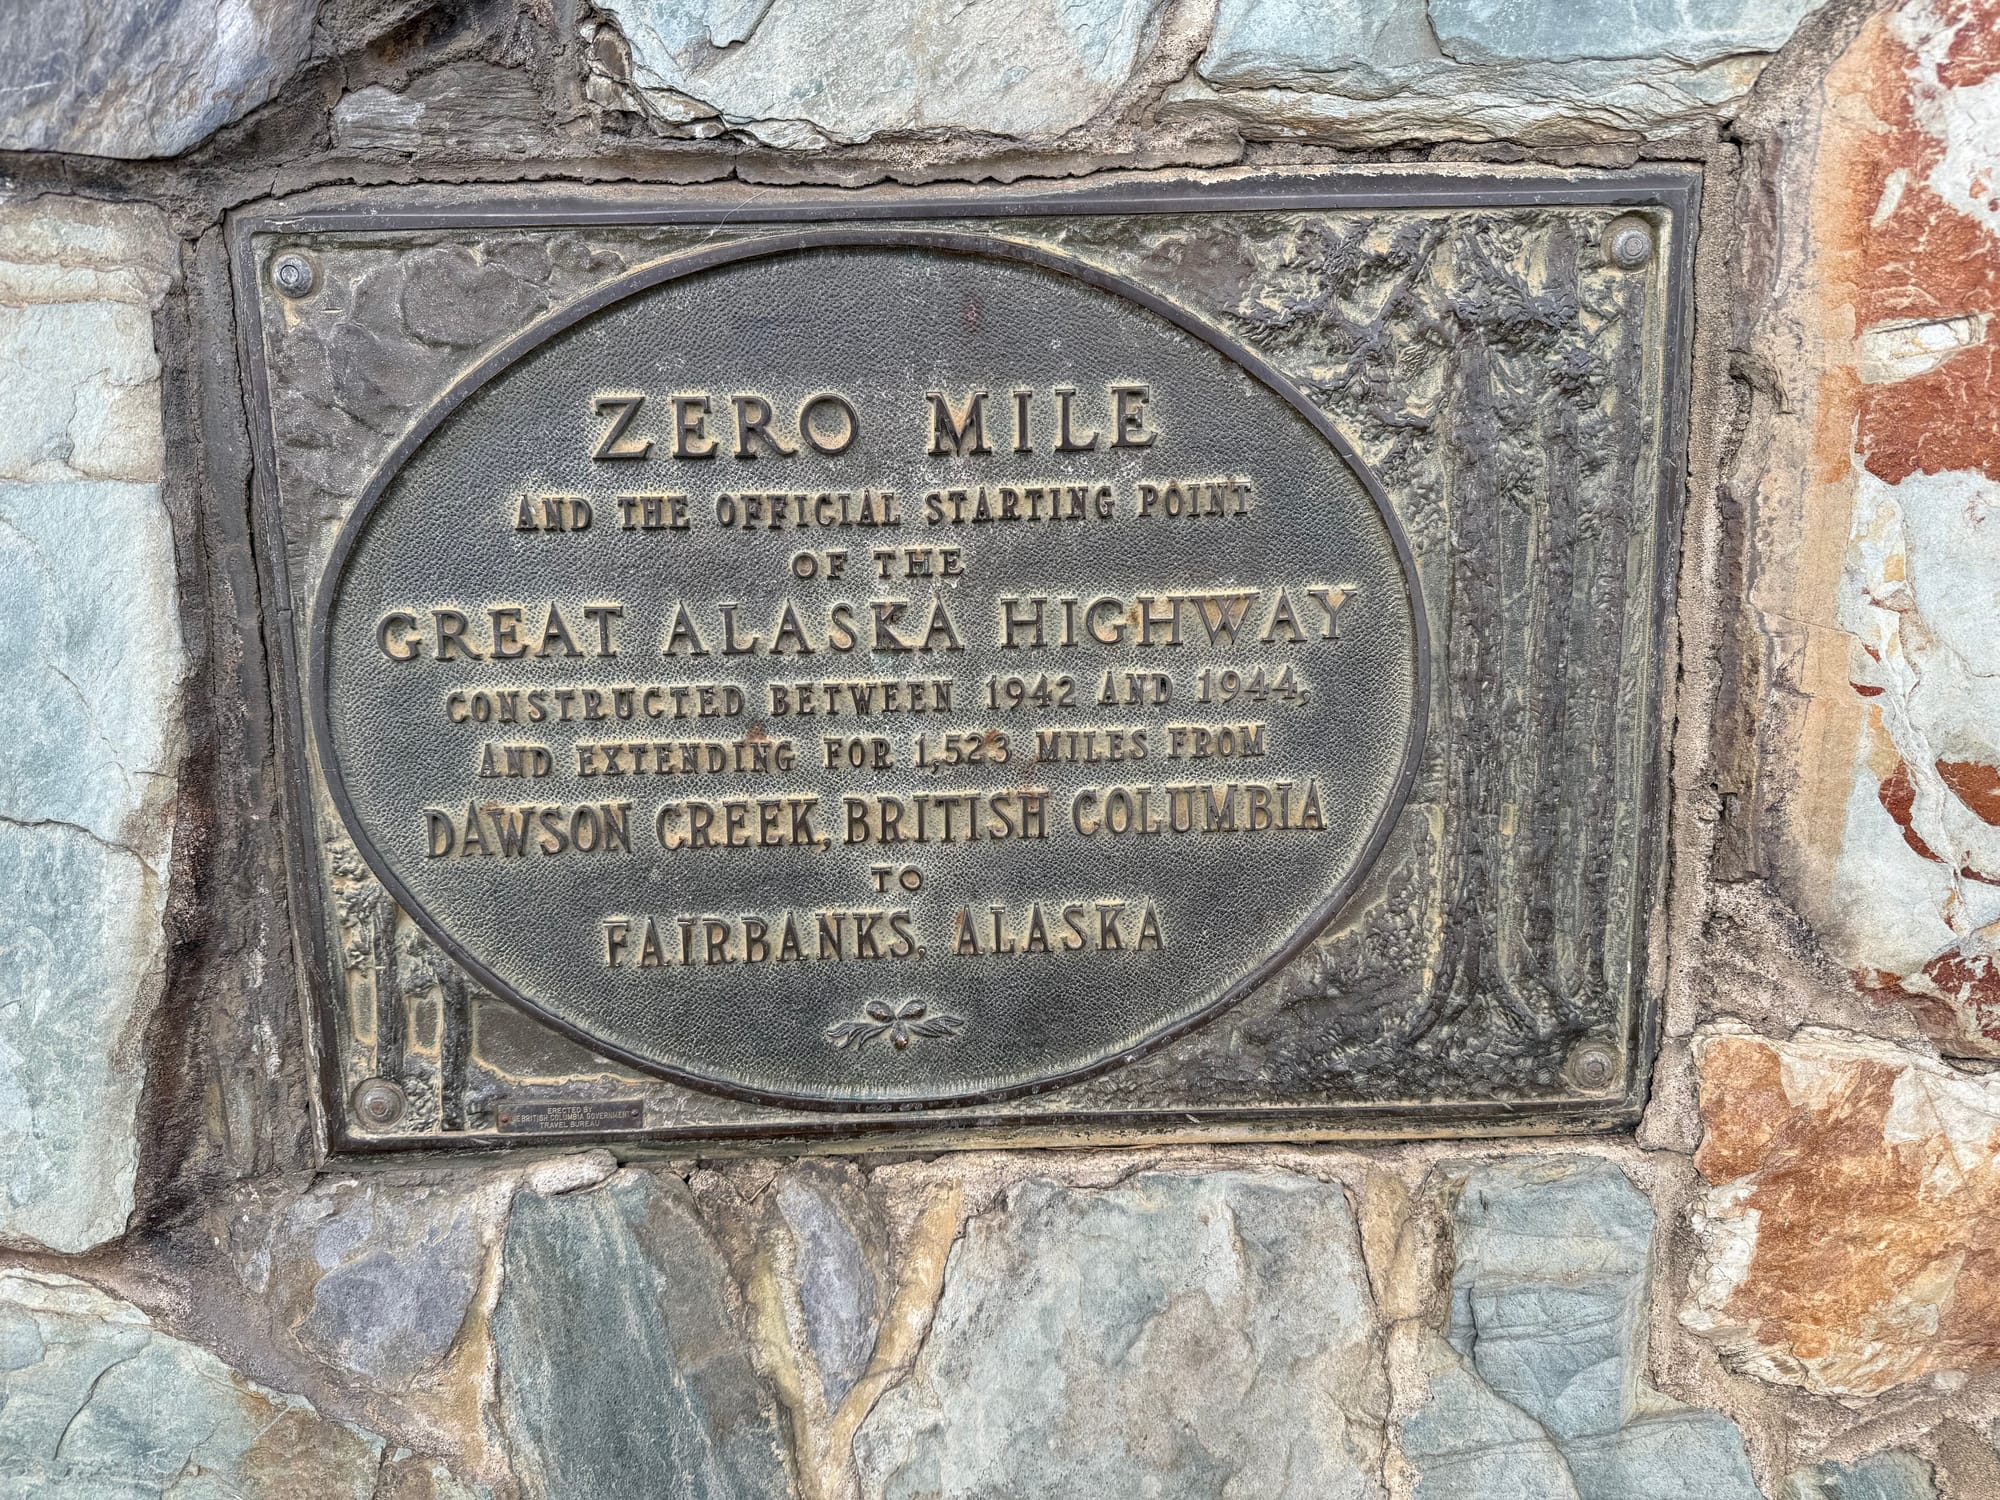 ZERO MILE
AND THE OFFICIAL STARTING POINT
OF THE
GREAT ALASKA HIGHWAY
CONSTRUCTED BETWEEN 1942 AND 1944,
AND EXTENDING FOR 1,523 MILES FROM
DAWSON CREEK, BRITISH COLUMBIA
TO
FAIRBANKS, ALASKA
ERECTED BY
BRITISH COLUMBIA GOVERNMENT
TRAVEL BUREAU